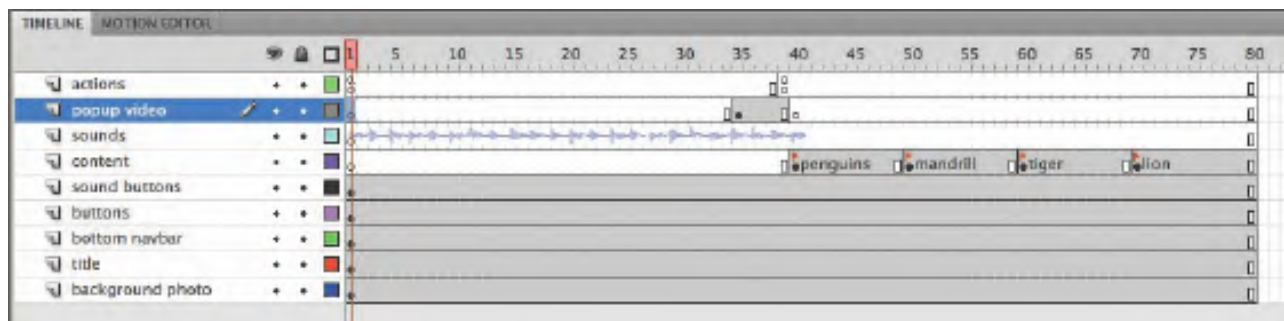 TIMELINE MOTION EDITOR
1 5 10 15 20 25 30 35 40 45 50 55 60 65 70 75 80
actions
popup video
sounds
content penguins mandrill tiger lion
sound buttons
buttons
bottom navbar
title
background photo